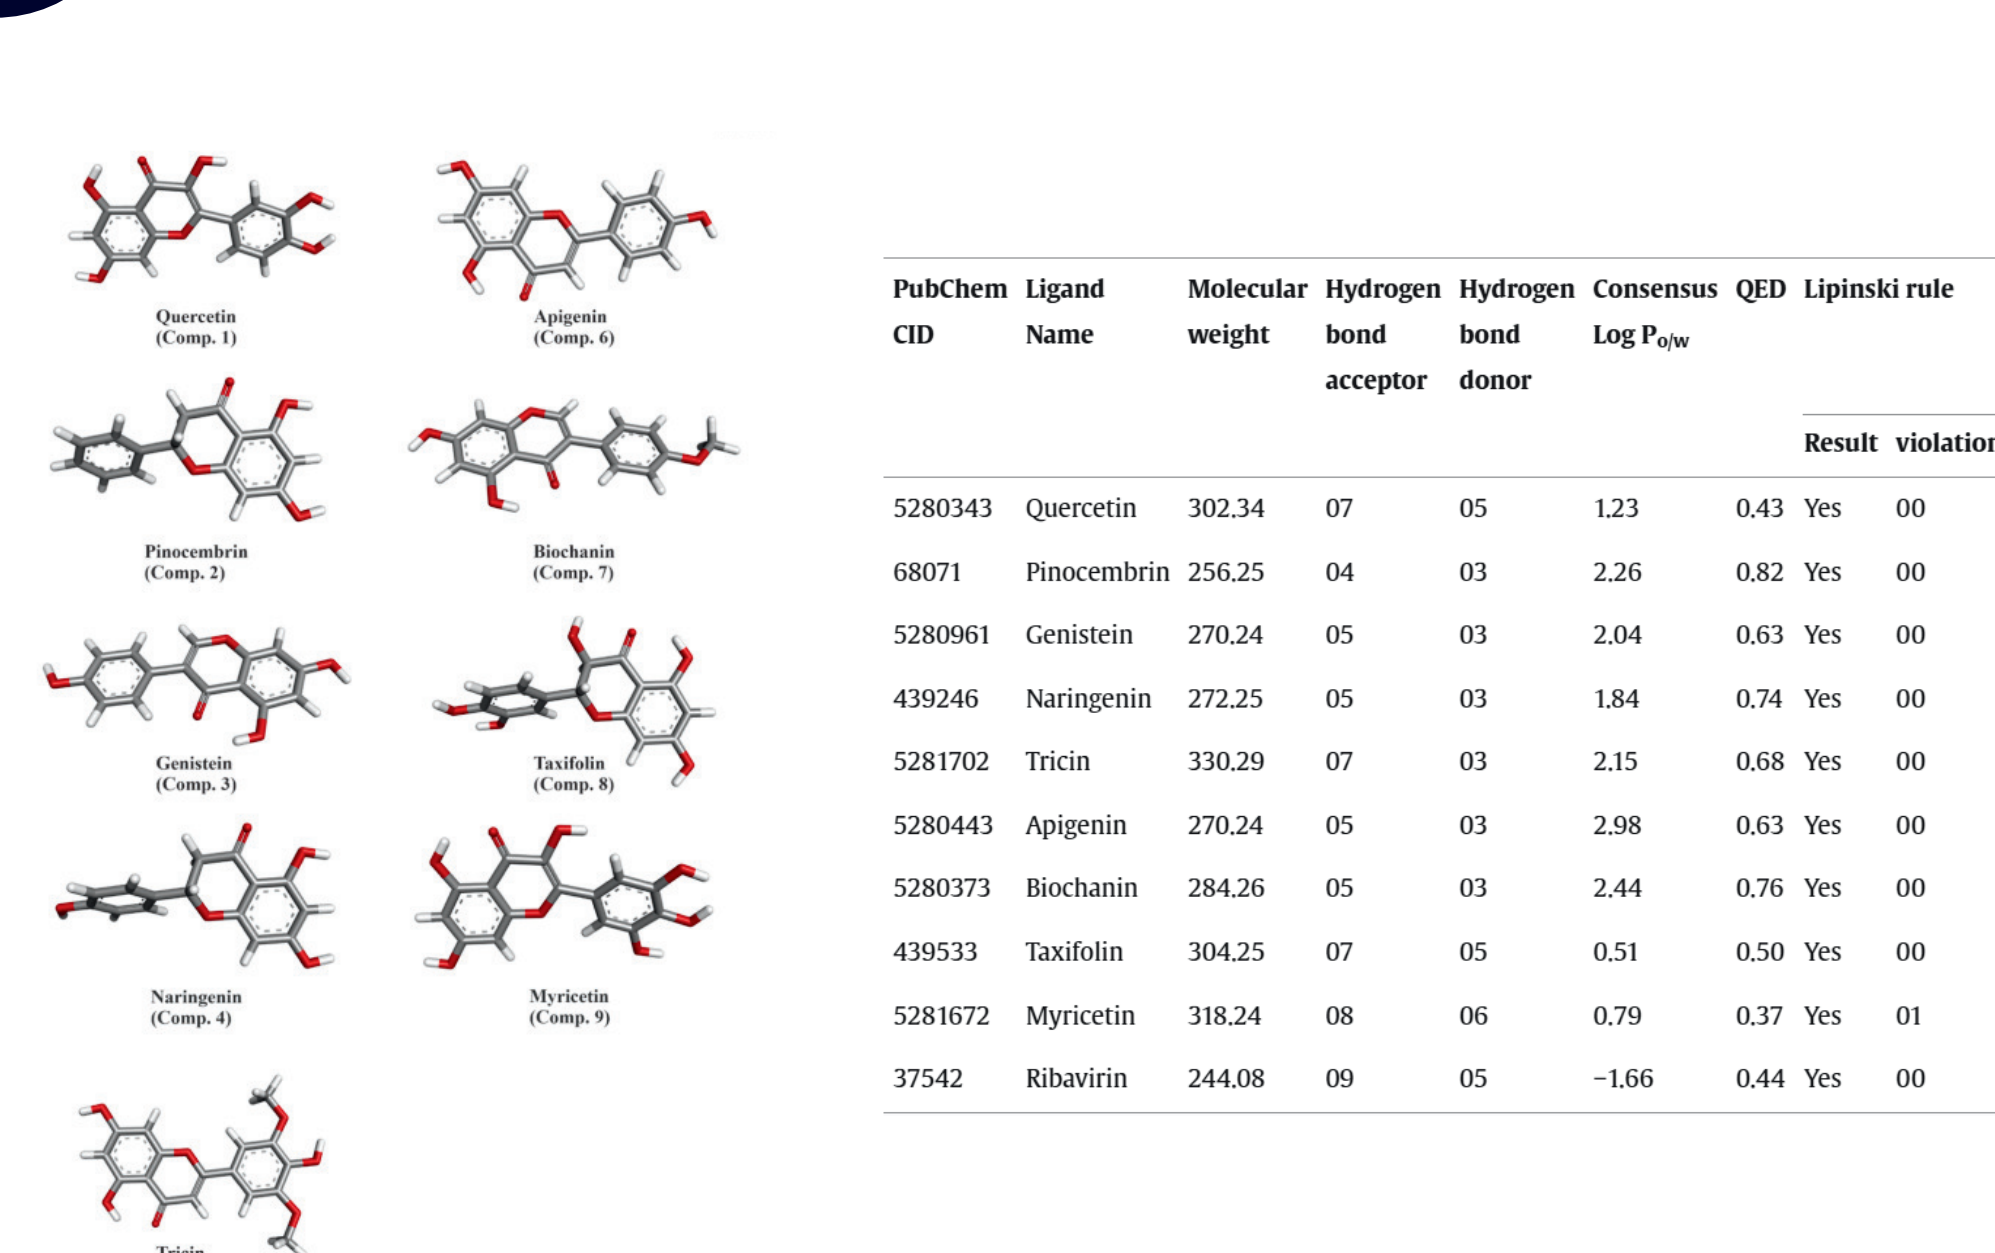 Quercetin
(Comp. 1)
Apigenin
(Comp. 6)
Pinocembrin
(Comp. 2)
Biochanin
(Comp. 7)
Genistein
(Comp. 3)
Taxifolin
(Comp. 8)
Naringenin
(Comp. 4)
Myricetin
(Comp. 9)
Tricin
PubChem Ligand Molecular Hydrogen Hydrogen Consensus QED Lipinski rule
CID Name weight bond bond Log Po/w
acceptor donor
Result violation
5280343 Quercetin 302.34 07 05 1.23 0.43 Yes 00
68071 Pinocembrin 256.25 04 03 2.26 0.82 Yes 00
5280961 Genistein 270.24 05 03 2.04 0.63 Yes 00
439246 Naringenin 272.25 05 03 1.84 0.74 Yes 00
5281702 Tricin 330.29 07 03 2.15 0.68 Yes 00
5280443 Apigenin 270.24 05 03 2.98 0.63 Yes 00
5280373 Biochanin 284.26 05 03 2.44 0.76 Yes 00
439533 Taxifolin 304.25 07 05 0.51 0.50 Yes 00
5281672 Myricetin 318.24 08 06 0.79 0.37 Yes 01
37542 Ribavirin 244.08 09 05 −1.66 0.44 Yes 00